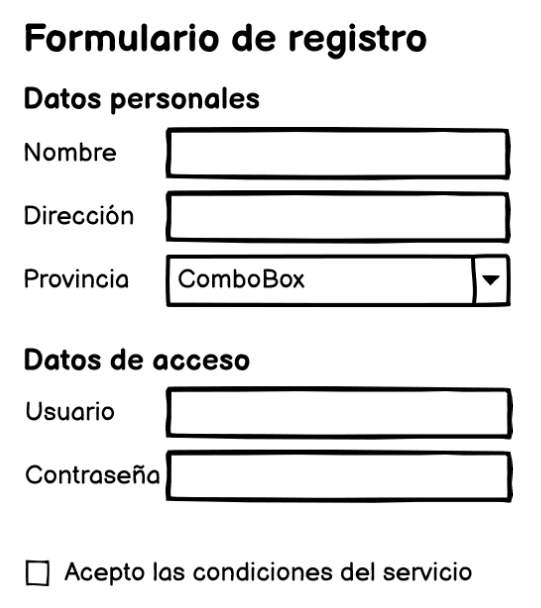 Formulario de registro
Datos personales
Nombre
Dirección
Provincia ComboBox
Datos de acceso
Usuario
Contraseña
Acepto las condiciones del servicio